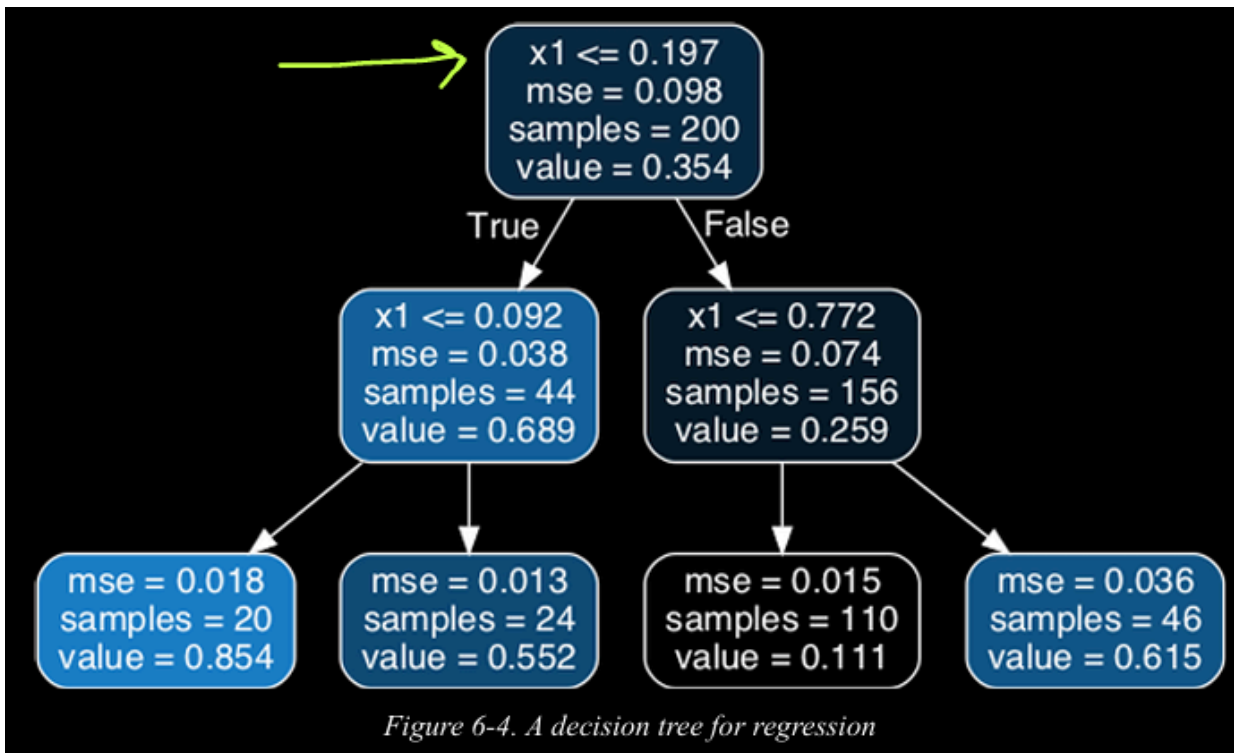 x1 <= 0.197
mse = 0.098
samples = 200
value = 0.354
True
False
x1 <= 0.092
mse = 0.038
samples = 44
value = 0.689
x1 <= 0.772
mse = 0.074
samples = 156
value = 0.259
mse = 0.018
samples = 20
value = 0.854
mse = 0.013
samples = 24
value = 0.552
mse = 0.015
samples = 110
value = 0.111
mse = 0.036
samples = 46
value = 0.615
Figure 6-4. A decision tree for regression